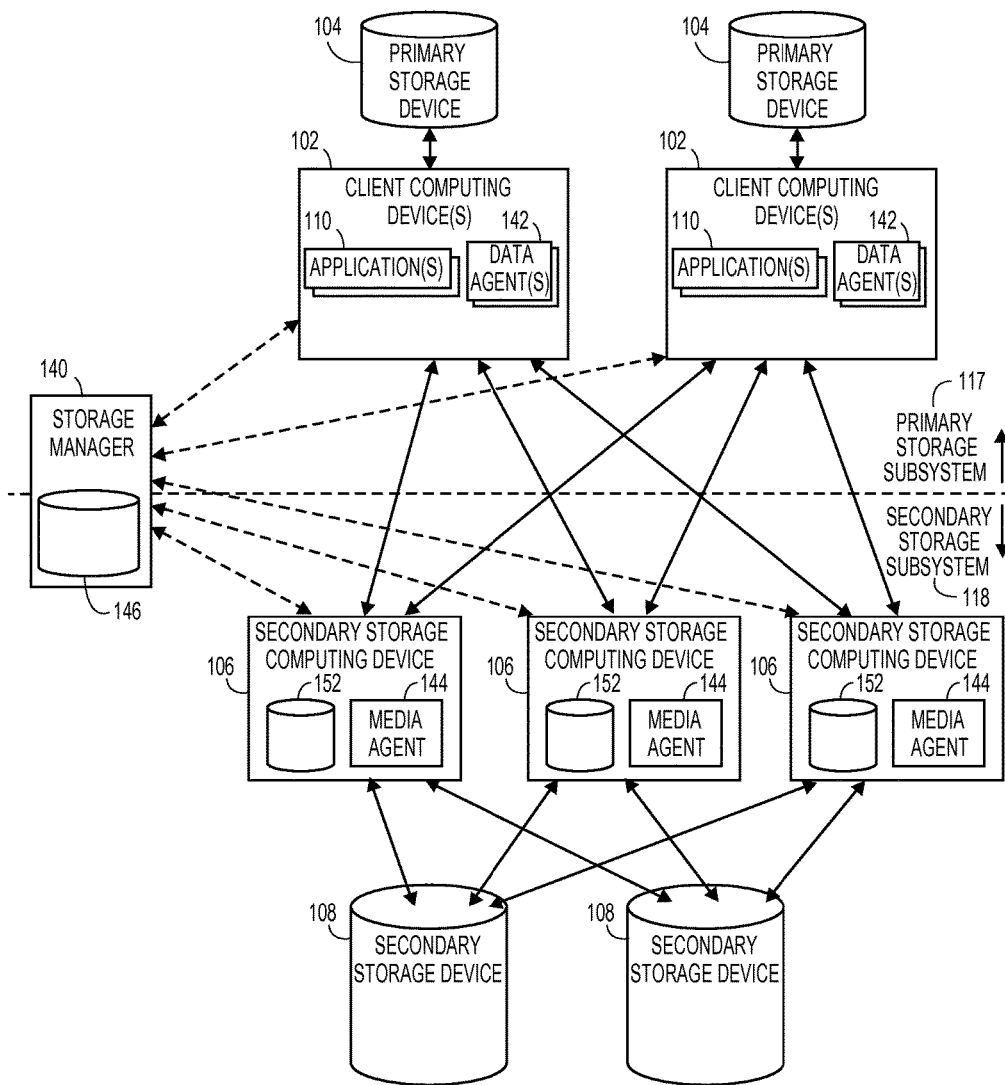 104
PRIMARY
STORAGE
DEVICE
104
PRIMARY
STORAGE
DEVICE
102
CLIENT COMPUTING
DEVICE(S)
110
142
APPLICATION(S)
DATA
AGENT(S)
102
CLIENT COMPUTING
DEVICE(S)
110
142
APPLICATION(S)
DATA
AGENT(S)
140
STORAGE
MANAGER
146
117
PRIMARY
STORAGE
SUBSYSTEM
SECONDARY
STORAGE
SUBSYSTEM
118
SECONDARY STORAGE
COMPUTING DEVICE
106
152
144
MEDIA
AGENT
SECONDARY STORAGE
COMPUTING DEVICE
106
152
144
MEDIA
AGENT
SECONDARY STORAGE
COMPUTING DEVICE
106
152
144
MEDIA
AGENT
108
SECONDARY
STORAGE DEVICE
108
SECONDARY
STORAGE DEVICE